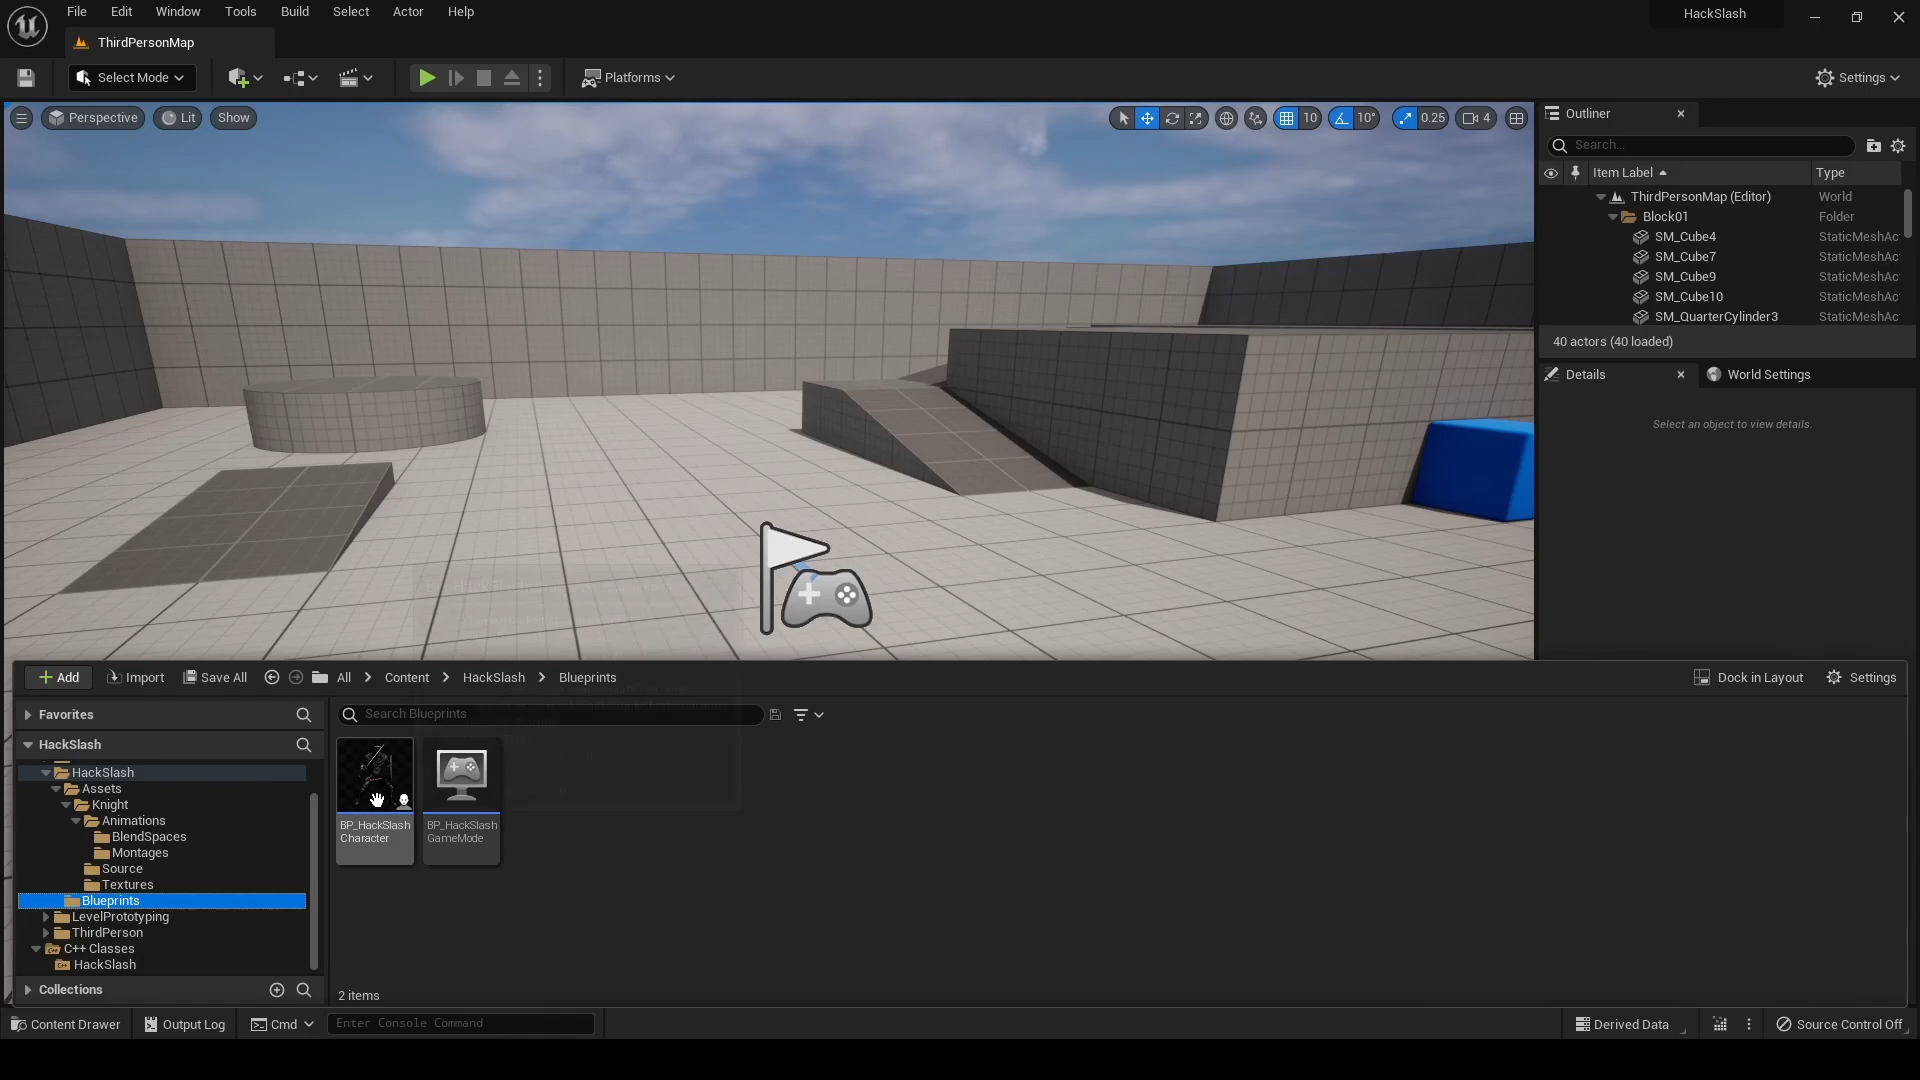 File Edit Window Tools Build Select Actor Help
HackSlash
ThirdPersonMap
Select Mode
Platforms
Settings
Perspective
Lit
Show
10
10°
0.25
4
Outliner
Search...
Item Label
Type
ThirdPersonMap (Editor) World
Block01 Folder
SM_Cube4 StaticMeshAc
SM_Cube7 StaticMeshAc
SM_Cube9 StaticMeshAc
SM_Cube10 StaticMeshAc
SM_QuarterCylinder3 StaticMeshAc
40 actors (40 loaded)
Details
World Settings
Select an object to view details.
Add
Import
Save All
All
Content
HackSlash
Blueprints
Dock in Layout
Settings
Favorites
Search Blueprints
HackSlash
HackSlash
Assets
Knight
Animations
BlendSpaces
Montages
Source
Textures
Blueprints
LevelPrototyping
ThirdPerson
C++ Classes
HackSlash
BP_HackSlash
Character
BP_HackSlash
GameMode
Collections
2 items
Content Drawer
Output Log
Cmd
Enter Console Command
Derived Data
Source Control Off